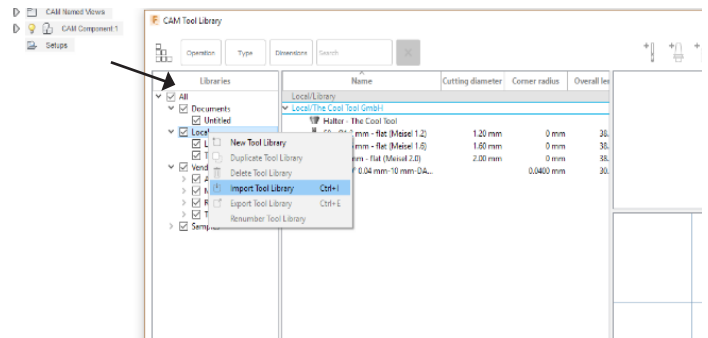 CAM Named Views
CAM Component 1
Setups
F CAM Tool Library
Operation Type Dimensions Search
Libraries
Name Cutting diameter Corner radius Overall le
All
Local/Library
Documents
Local/The Cool Tool GmbH
Untitled
Halter - The Cool Tool
Local
mm - flat (Meisel 1.2) 1.20 mm 0 mm 38.
mm - flat (Meisel 1.6) 1.60 mm 0 mm 38.
mm - flat (Meisel 2.0) 2.00 mm 0 mm 38.
0.04 mm-10 mm-DA... 0.0400 mm 30.
L
T
Vend
A
R
T
Samples
New Tool Library
Duplicate Tool Library
Delete Tool Library
Import Tool Library Ctrl+I
Export Tool Library Ctrl+E
Renumber Tool Library